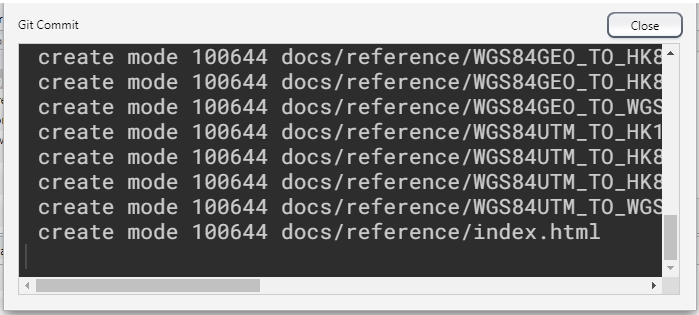 Git Commit
Close
create mode 100644 docs/reference/WGS84GEO_TO_HK8
create mode 100644 docs/reference/WGS84GEO_TO_HK8
create mode 100644 docs/reference/WGS84GEO_TO_WGS
create mode 100644 docs/reference/WGS84UTM_TO_HK1
create mode 100644 docs/reference/WGS84UTM_TO_HK8
create mode 100644 docs/reference/WGS84UTM_TO_HK8
create mode 100644 docs/reference/WGS84UTM_TO_WGS
create mode 100644 docs/reference/index.html